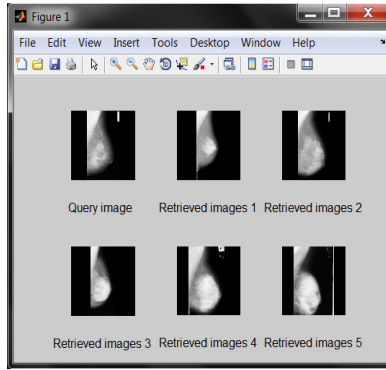 Figure 1
File Edit View Insert Tools Desktop Window Help
Query image Retrieved images 1 Retrieved images 2
Retrieved images 3 Retrieved images 4 Retrieved images 5